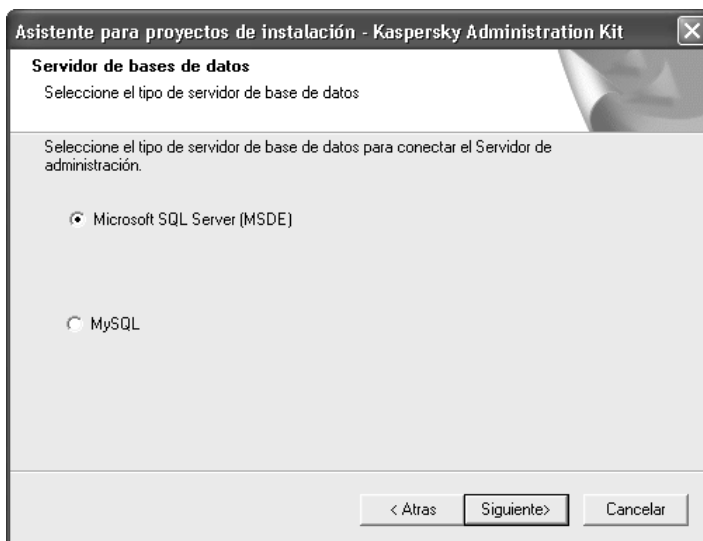 Asistente para proyectos de instalación - Kaspersky Administration Kit
Servidor de bases de datos
Seleccione el tipo de servidor de base de datos
Seleccione el tipo de servidor de base de datos para conectar el Servidor de
administración.
Microsoft SQL Server (MSDE)
MySQL
< Atras
Siguiente>
Cancelar